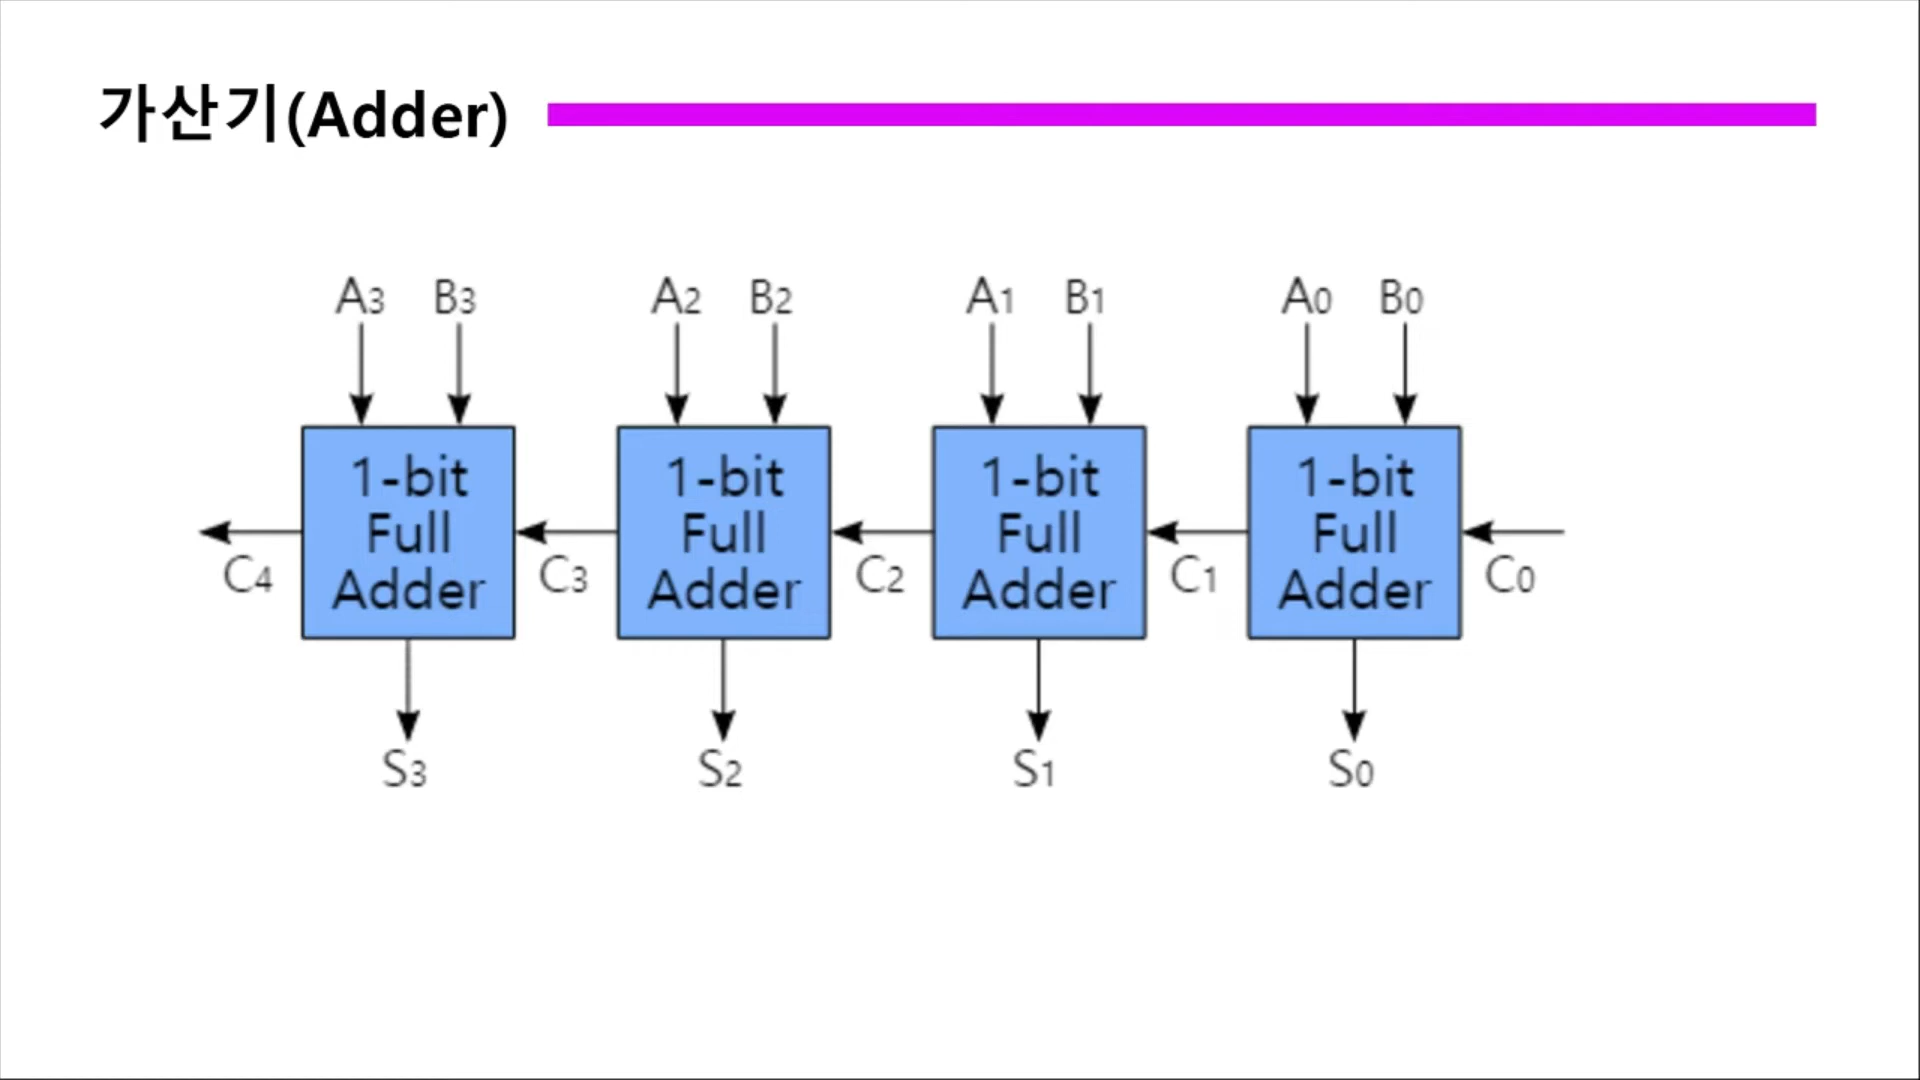 가산기(Adder)
A3 B3 A2 B2 A1 B1 A0 B0
1-bit Full Adder
1-bit Full Adder
1-bit Full Adder
1-bit Full Adder
C4 C3 C2 C1 C0
S3 S2 S1 S0